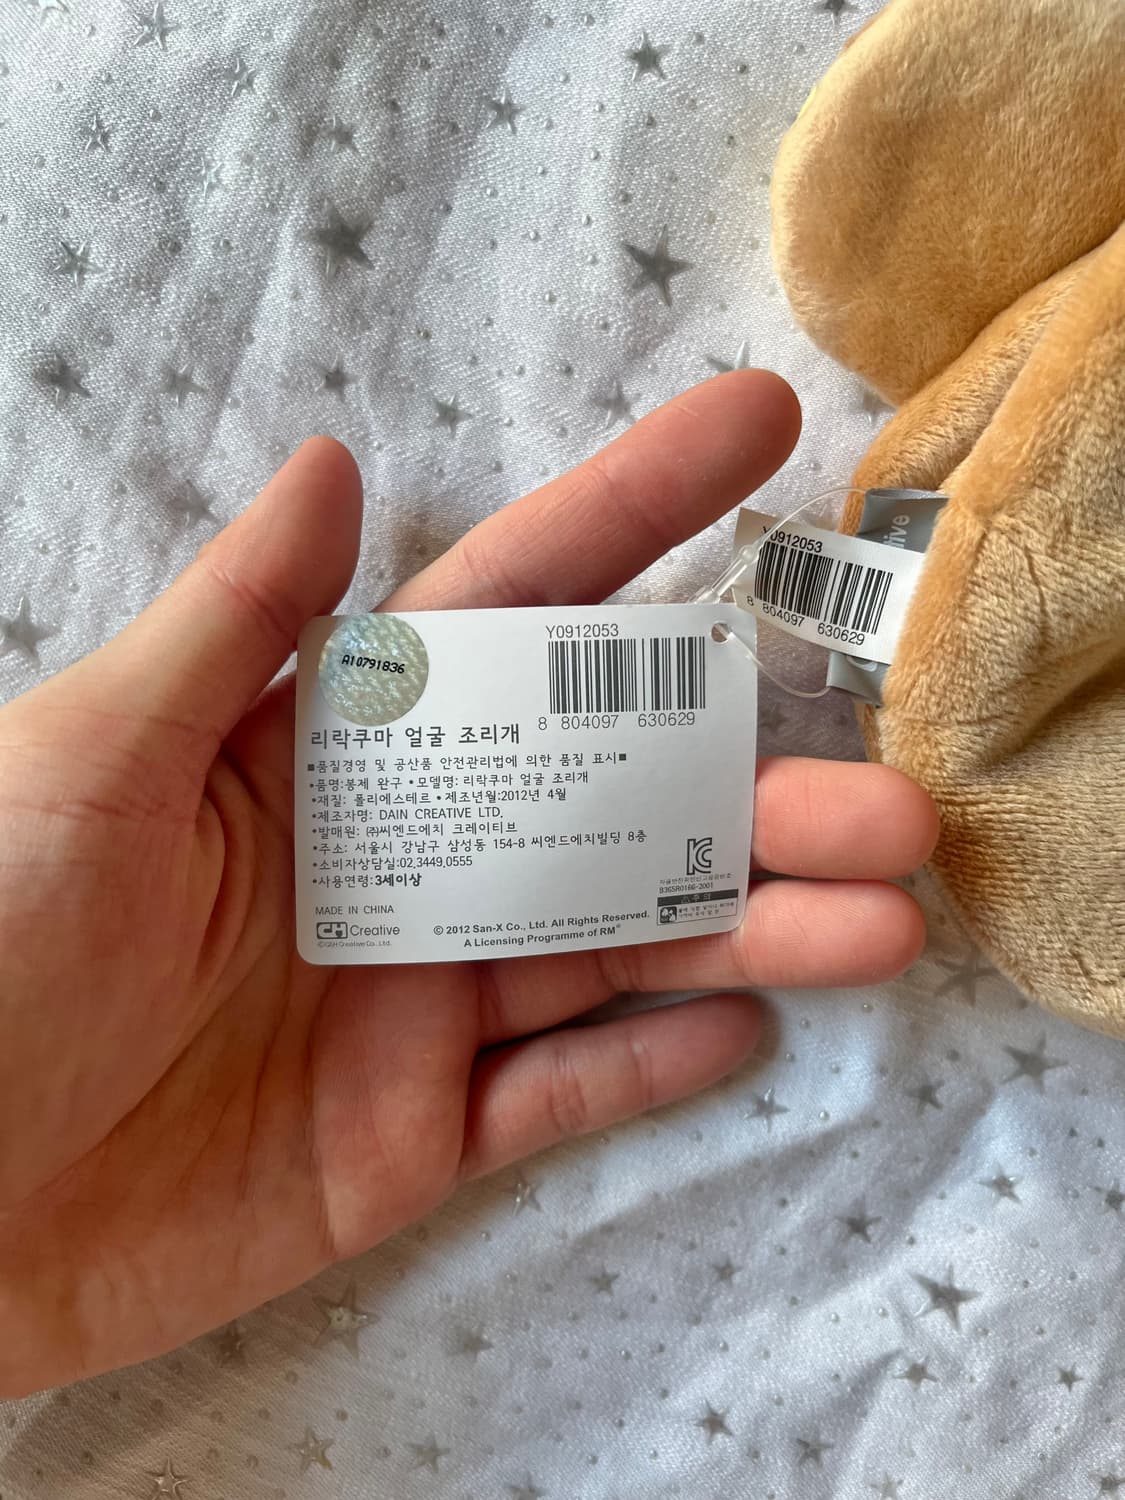 A10791836
Y0912053
8 804097 630629
리락쿠마 얼굴 조리개
■품질경영 및 공산품 안전관리법에 의한 품질 표시■
•품명:봉제 완구 •모델명: 리락쿠마 얼굴 조리개
•재질: 폴리에스테르 •제조년월:2012년 4월
•제조자명: DAIN CREATIVE LTD.
•발매원: ㈜씨엔드에치 크레이티브
•주소: 서울시 강남구 삼성동 154-8 씨엔드에치빌딩 8층
•소비자상담실:02.3449.0555
•사용연령:3세이상
MADE IN CHINA
CH Creative
© 2012 San-X Co., Ltd. All Rights Reserved.
A Licensing Programme of RM®
B365R0166-2001
주의
Y0912053
8 804097 630629